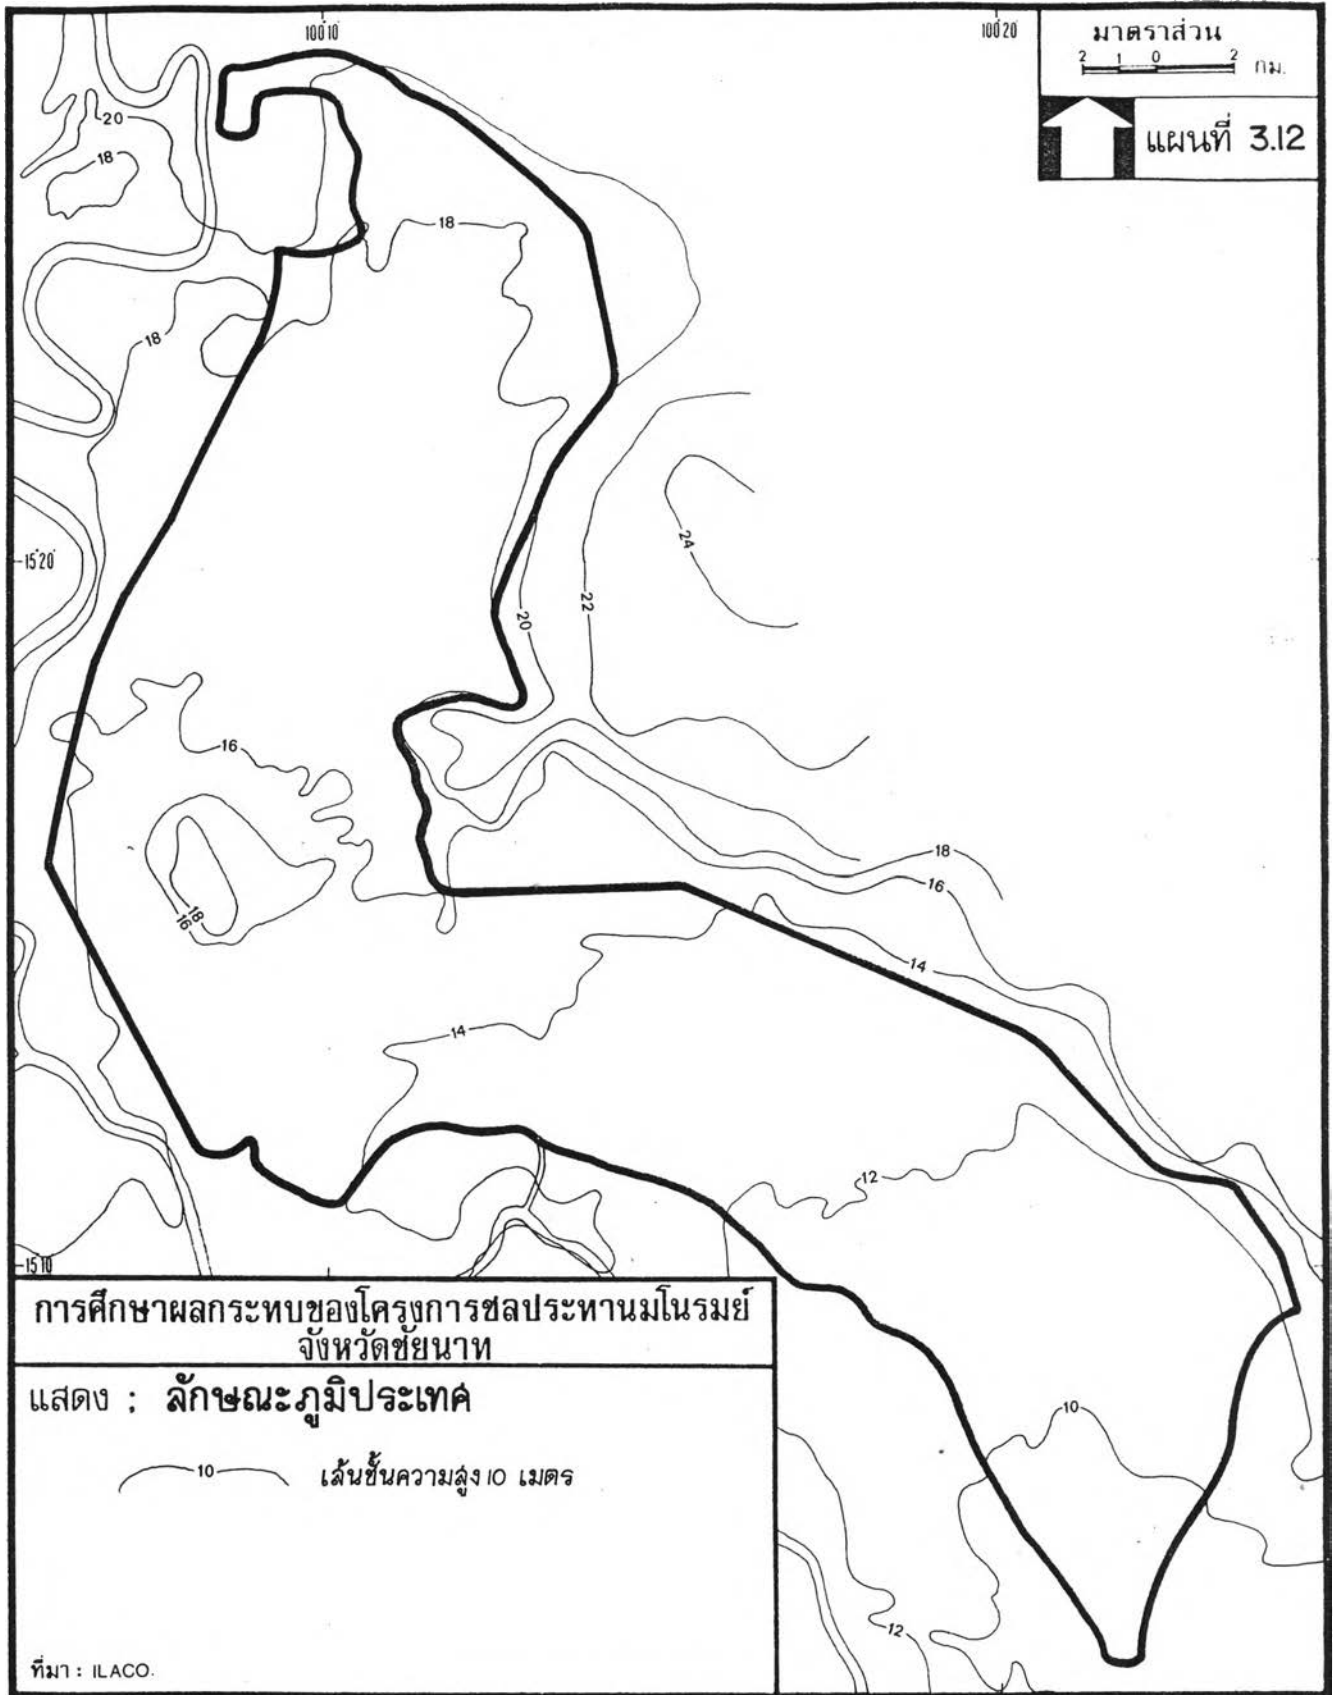 100°10'
100°20'
มาตราส่วน
2 1 0 2 กม.
แผนที่ 3.12
20
18
18
18
15°20'
24
22
20
16
18
16
18
16
14
14
12
15°10'
10
12
การศึกษาผลกระทบของโครงการชลประทานมโนรมย์
จังหวัดชัยนาท
แสดง ; ลักษณะภูมิประเทศ
10 เส้นชั้นความสูง 10 เมตร
ที่มา : ILACO.